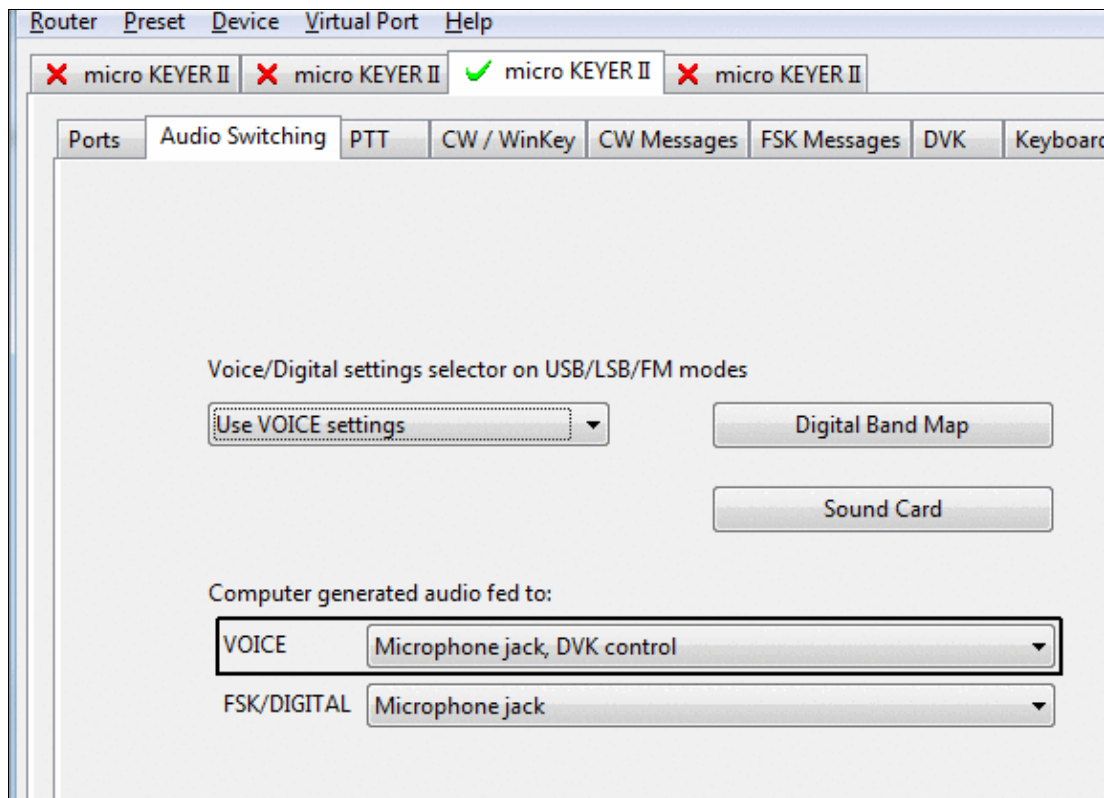 Router Preset Device Virtual Port Help
micro KEYER II micro KEYER II micro KEYER II micro KEYER II
Ports Audio Switching PTT CW / WinKey CW Messages FSK Messages DVK Keyboard
Voice/Digital settings selector on USB/LSB/FM modes
Use VOICE settings Digital Band Map
Sound Card
Computer generated audio fed to:
VOICE Microphone jack, DVK control
FSK/DIGITAL Microphone jack